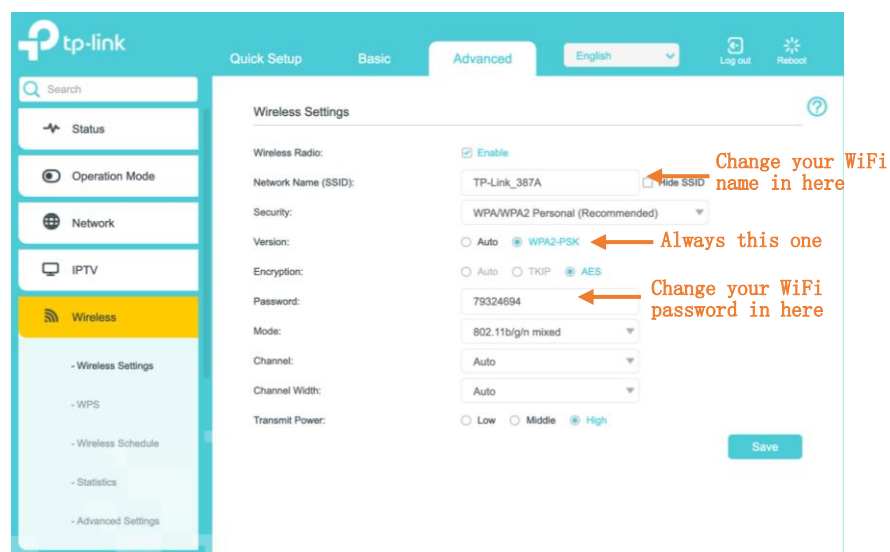 tp-link
Quick Setup
Basic
Advanced
English
Log out
Reboot
Search
Status
Operation Mode
Network
IPTV
Wireless
- Wireless Settings
- WPS
- Wireless Schedule
- Statistics
- Advanced Settings
Wireless Settings
?
Wireless Radio: Enable
Network Name (SSID): TP-Link_387A Hide SSID
Change your WiFi
name in here
Security: WPA/WPA2 Personal (Recommended)
Version: Auto WPA2-PSK
Always this one
Encryption: Auto TKIP AES
Password: 79324694
Change your WiFi
password in here
Mode: 802.11b/g/n mixed
Channel: Auto
Channel Width: Auto
Transmit Power: Low Middle High
Save